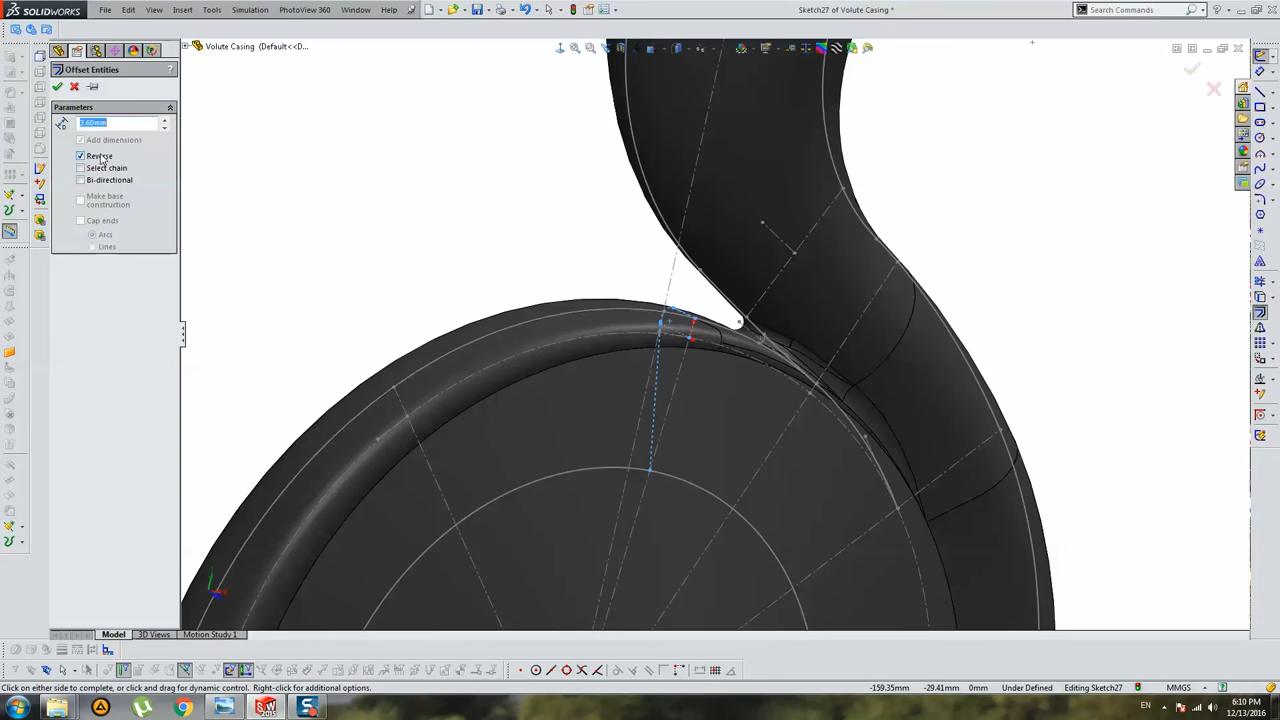 SOLIDWORKS File Edit View Insert Tools Simulation PhotoView 360 Window Help Sketch27 of Volute Casing * Search Commands
Volute Casing (Default<<D...
Offset Entities ?
Parameters
3.60mm
Add dimensions
Reverse
Select chain
Bi-directional
Make base
construction
Cap ends
Arcs
Lines
Model 3D Views Motion Study 1
Click on either side to complete, or click and drag for dynamic control. Right-click for additional options. -159.35mm -29.41mm 0mm Under Defined Editing Sketch27 MMGS
EN 6:10 PM
12/13/2016